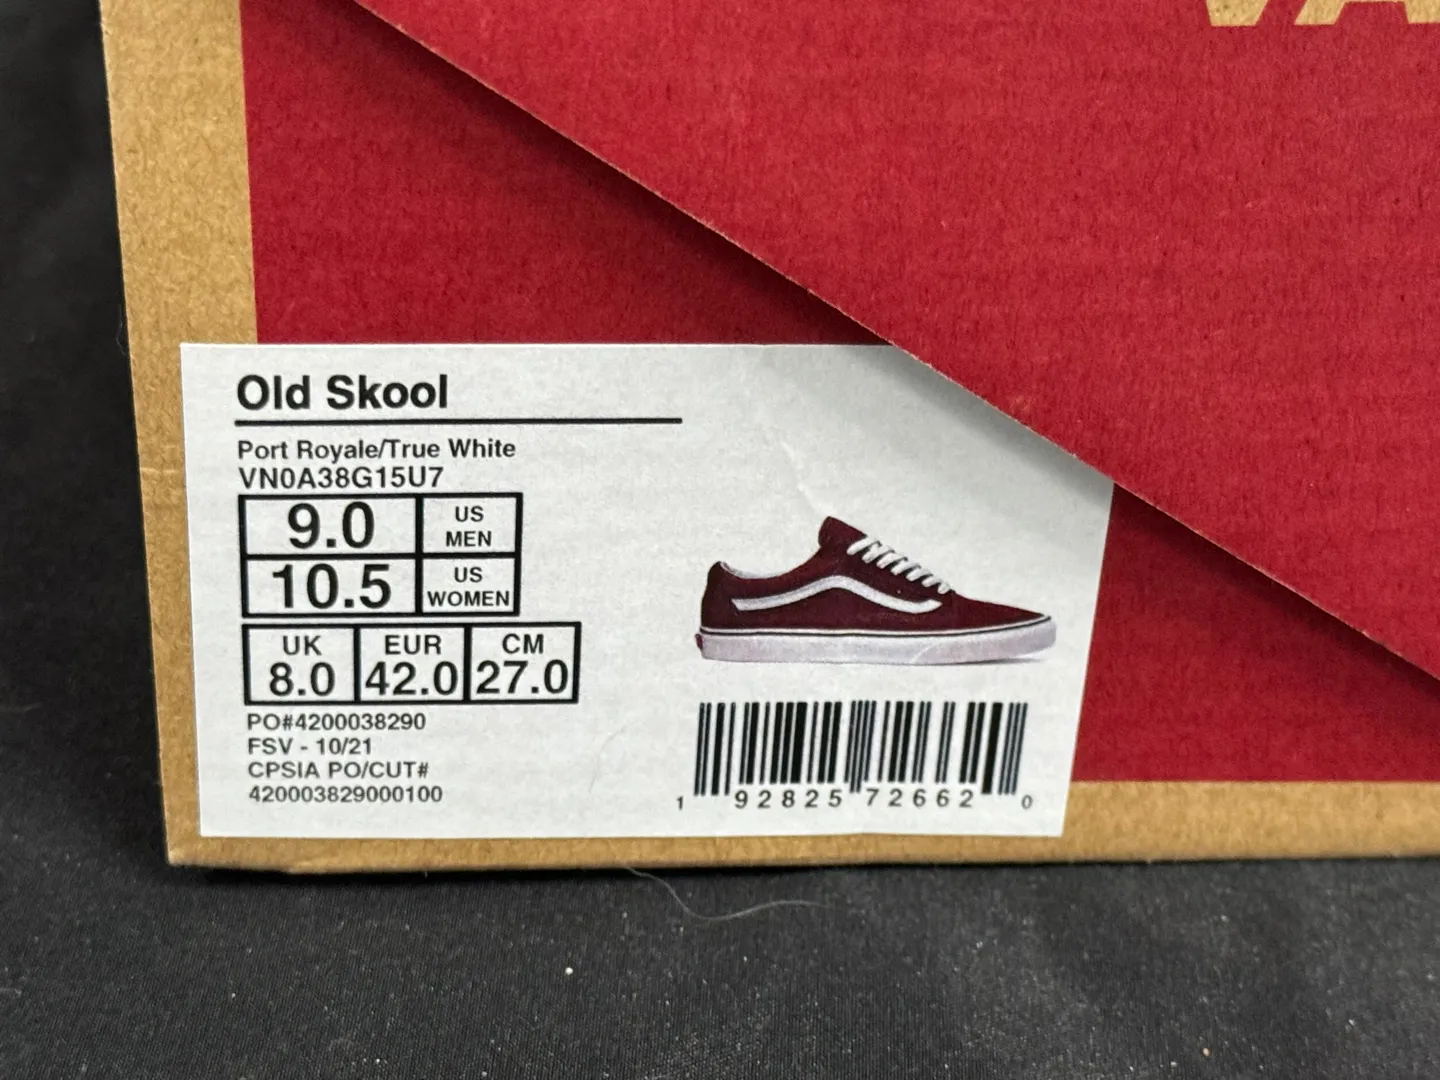 Old Skool
Port Royale/True White
VN0A38G15U7
9.0 US MEN
10.5 US WOMEN
UK EUR CM
8.0 42.0 27.0
PO#4200038290
FSV - 10/21
CPSIA PO/CUT#
420003829000100
1 92825 72662 0